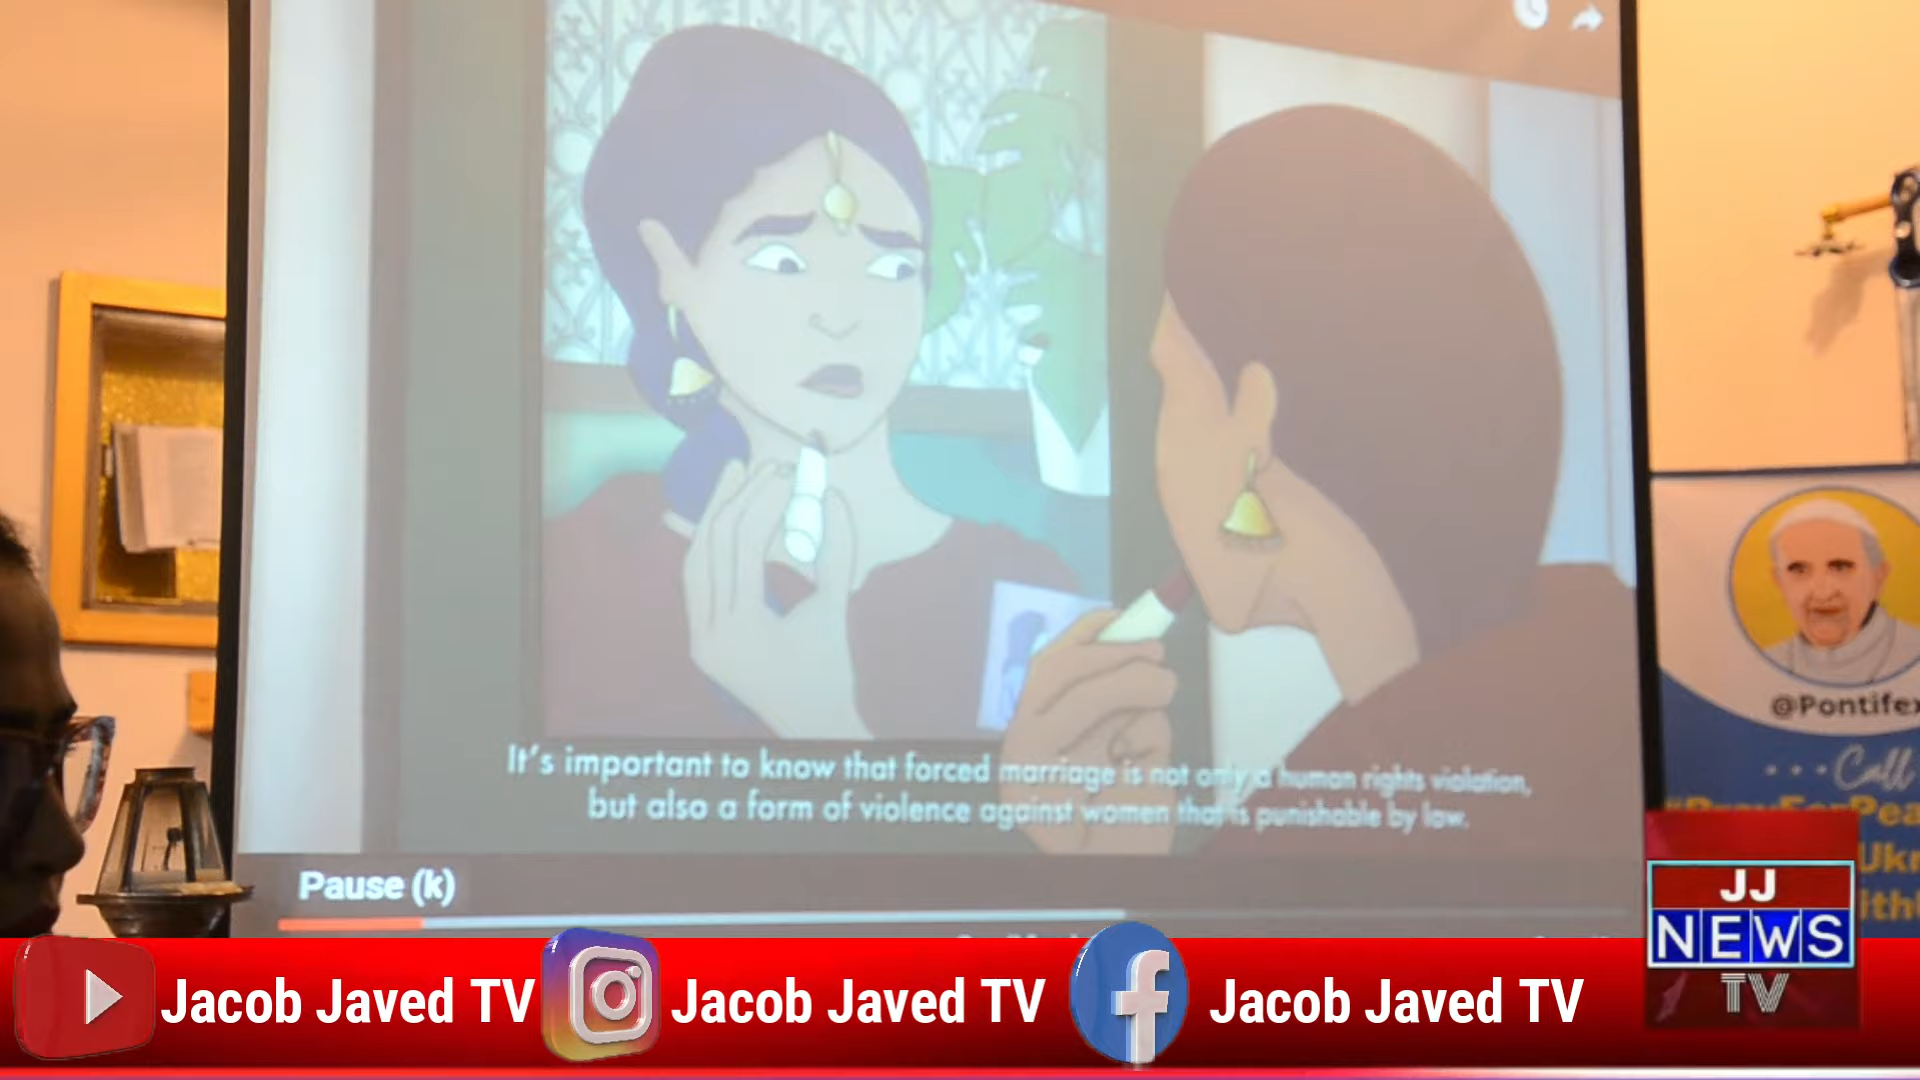 It's important to know that forced marriage is not only a human rights violation,
but also a form of violence against women that is punishable by law.
Pause (k)
@Pontifex
Call
JJ
NEWS
TV
Jacob Javed TV
Jacob Javed TV
Jacob Javed TV